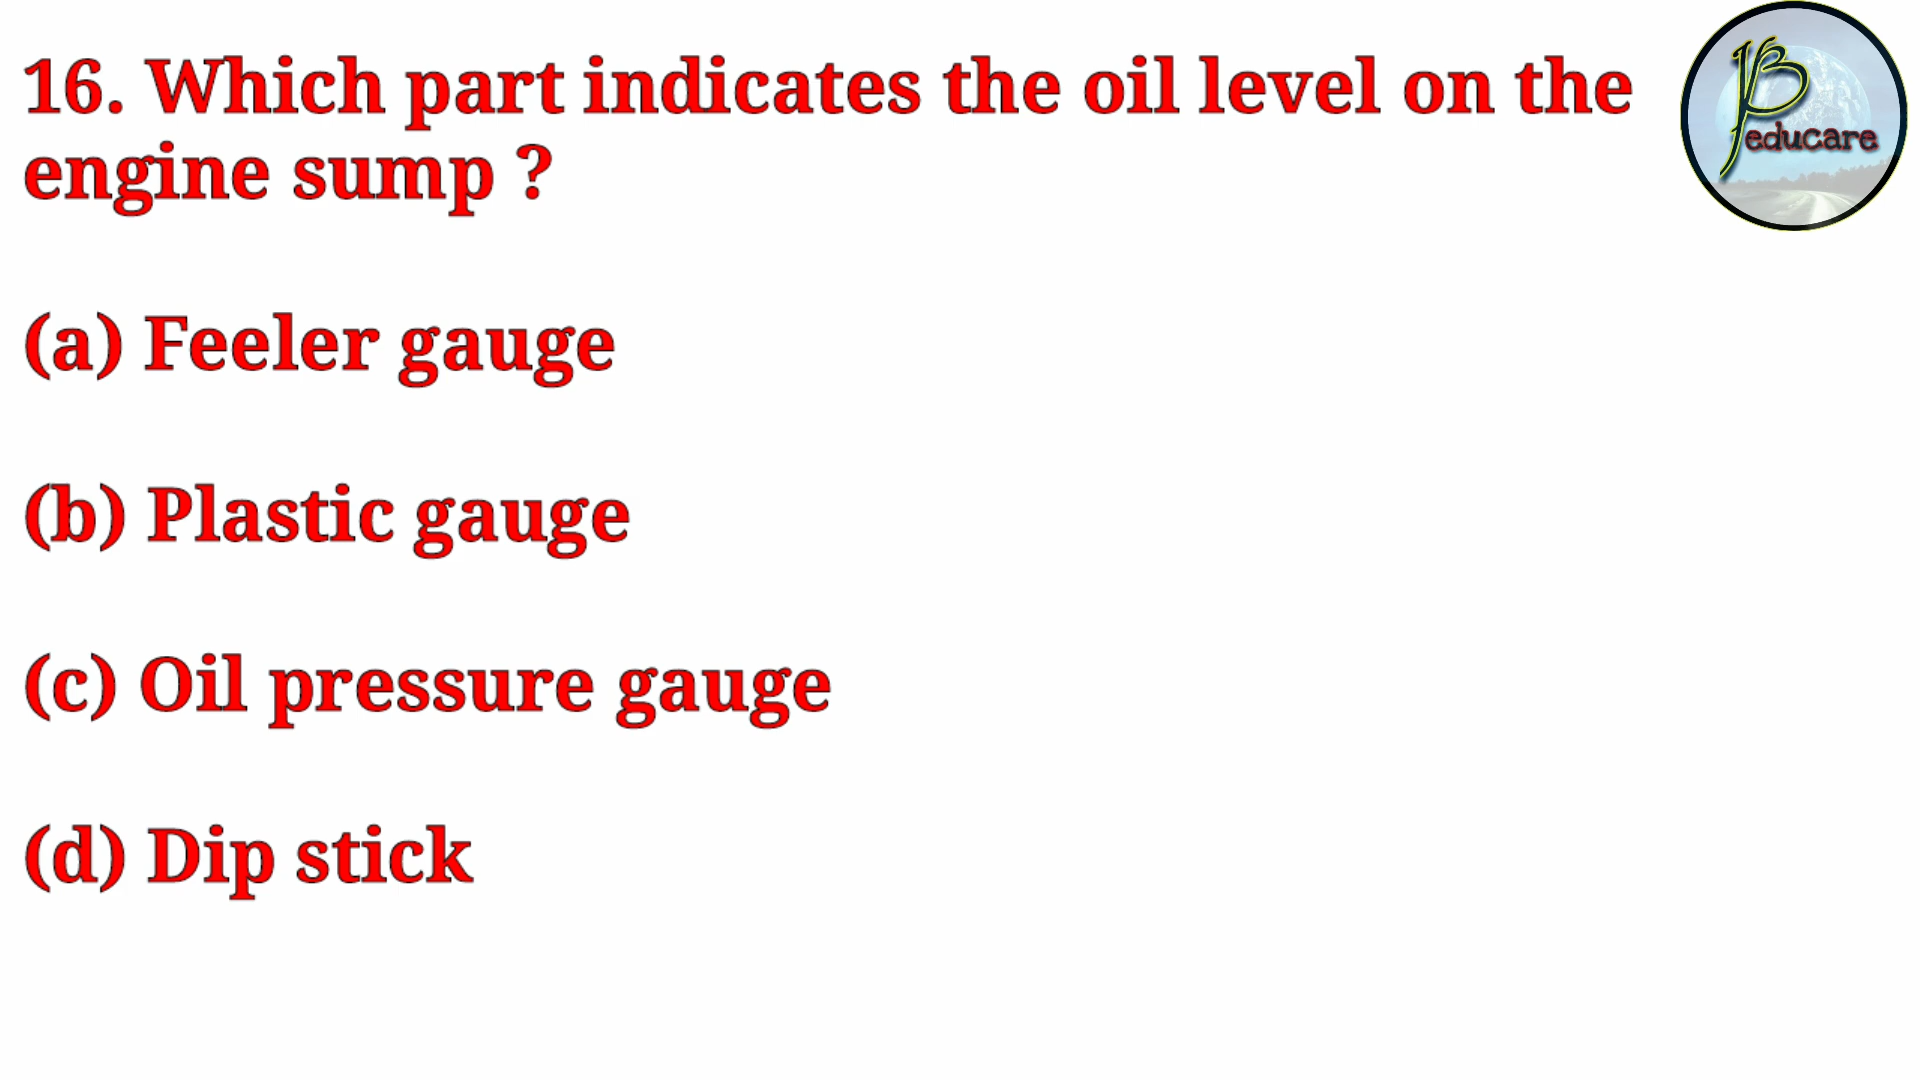 16. Which part indicates the oil level on the
engine sump ?
(a) Feeler gauge
(b) Plastic gauge
(c) Oil pressure gauge
(d) Dip stick
educare